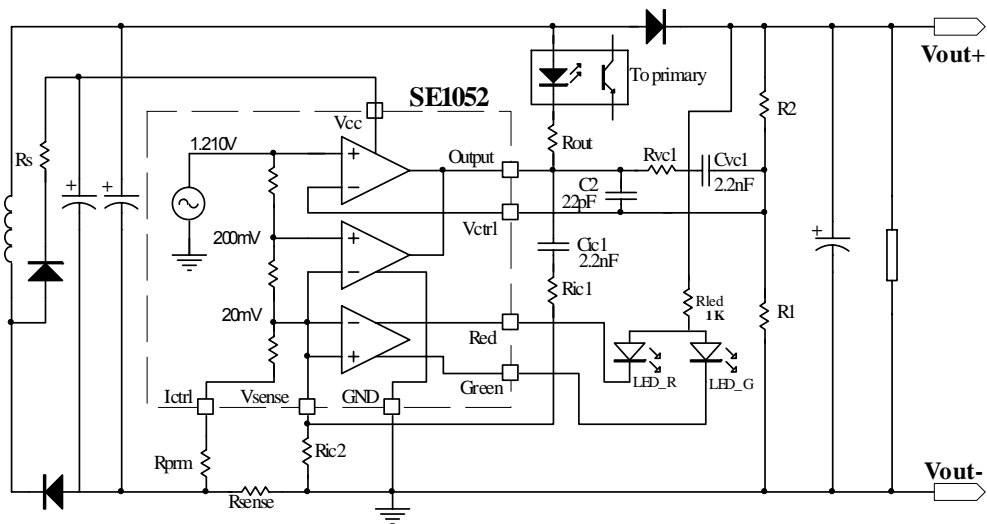 Vout+
To primary
SE1052
Vcc
R2
Rs
1.210V
Rout
Output
Rvc1
Cvc1
2.2nF
C2
22pF
Vctrl
200mV
Cic1
2.2nF
Ric1
Rled
1K
R1
20mV
Red
LED_R
LED_G
Green
Ictrl
Vsense
GND
Ric2
Rprm
Rsense
Vout-